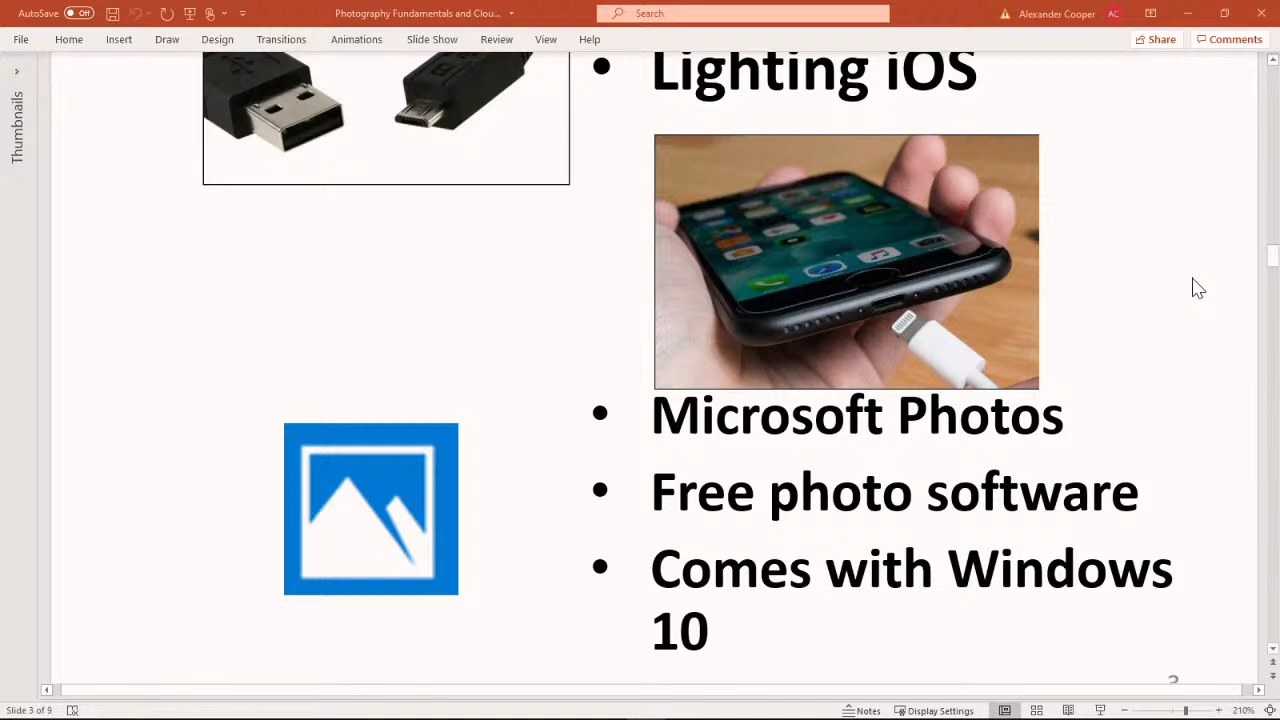 AutoSave Off
Photography Fundamentals and Clou...
Search
Alexander Cooper AC
File Home Insert Draw Design Transitions Animations Slide Show Review View Help
Share Comments
Thumbnails
• Lighting iOS
• Microsoft Photos
• Free photo software
• Comes with Windows
10
Slide 3 of 9
Notes Display Settings 210%